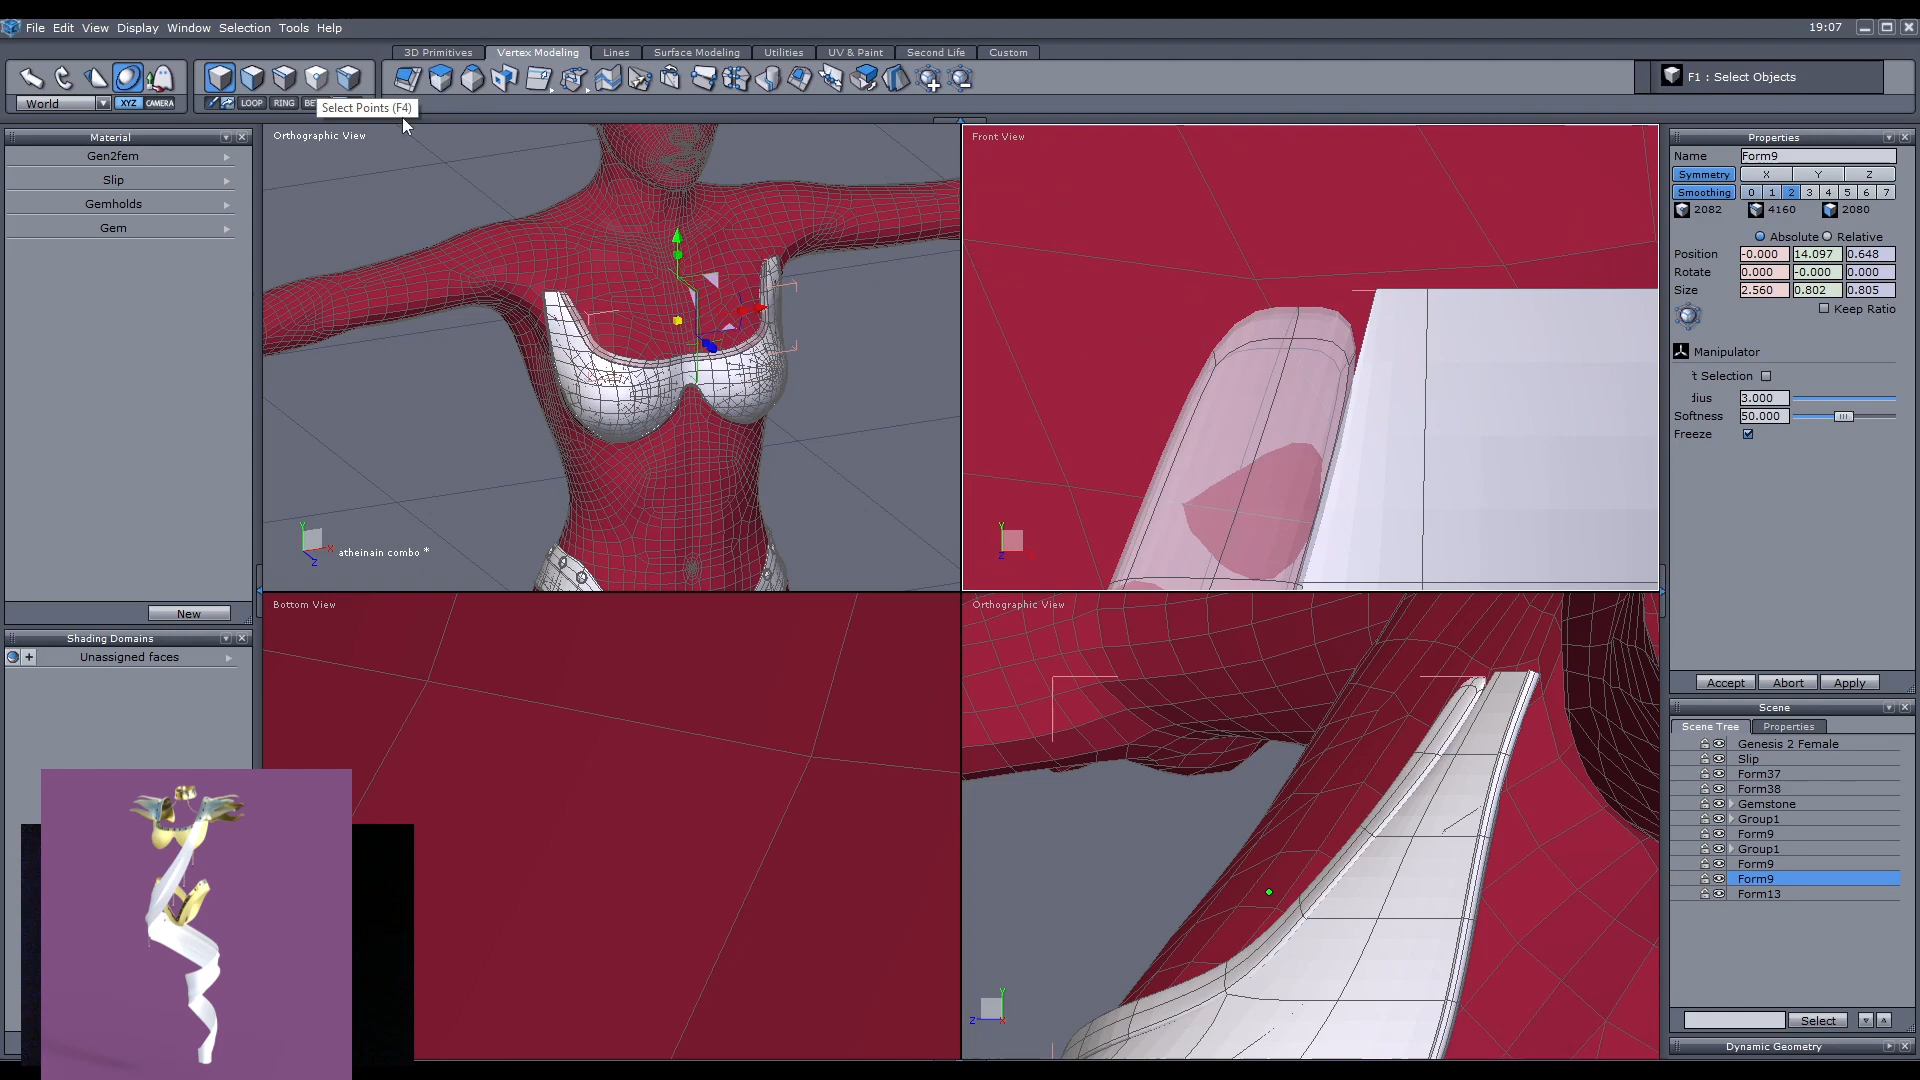 File Edit View Display Window Selection Tools Help
19:07
3D Primitives Vertex Modeling Lines Surface Modeling Utilities UV & Paint Second Life Custom
F1 : Select Objects
World XYZ CAMERA LOOP RING BE
Select Points (F4)
Material
Gen2fem
Slip
Gemholds
Gem
New
Shading Domains
Unassigned faces
Orthographic View
Y
X
Z
atheinain combo *
Front View
Y
Z
Bottom View
Orthographic View
Y
Z
X
Properties
Name Form9
Symmetry X Y Z
Smoothing 0 1 2 3 4 5 6 7
2082 4160 2080
Absolute Relative
Position -0.000 14.097 0.648
Rotate 0.000 -0.000 0.000
Size 2.560 0.802 0.805
Keep Ratio
Manipulator
't Selection
dius 3.000
Softness 50.000
Freeze
Accept Abort Apply
Scene
Scene Tree Properties
Genesis 2 Female
Slip
Form37
Form38
Gemstone
Group1
Form9
Group1
Form9
Form9
Form13
Select
Dynamic Geometry